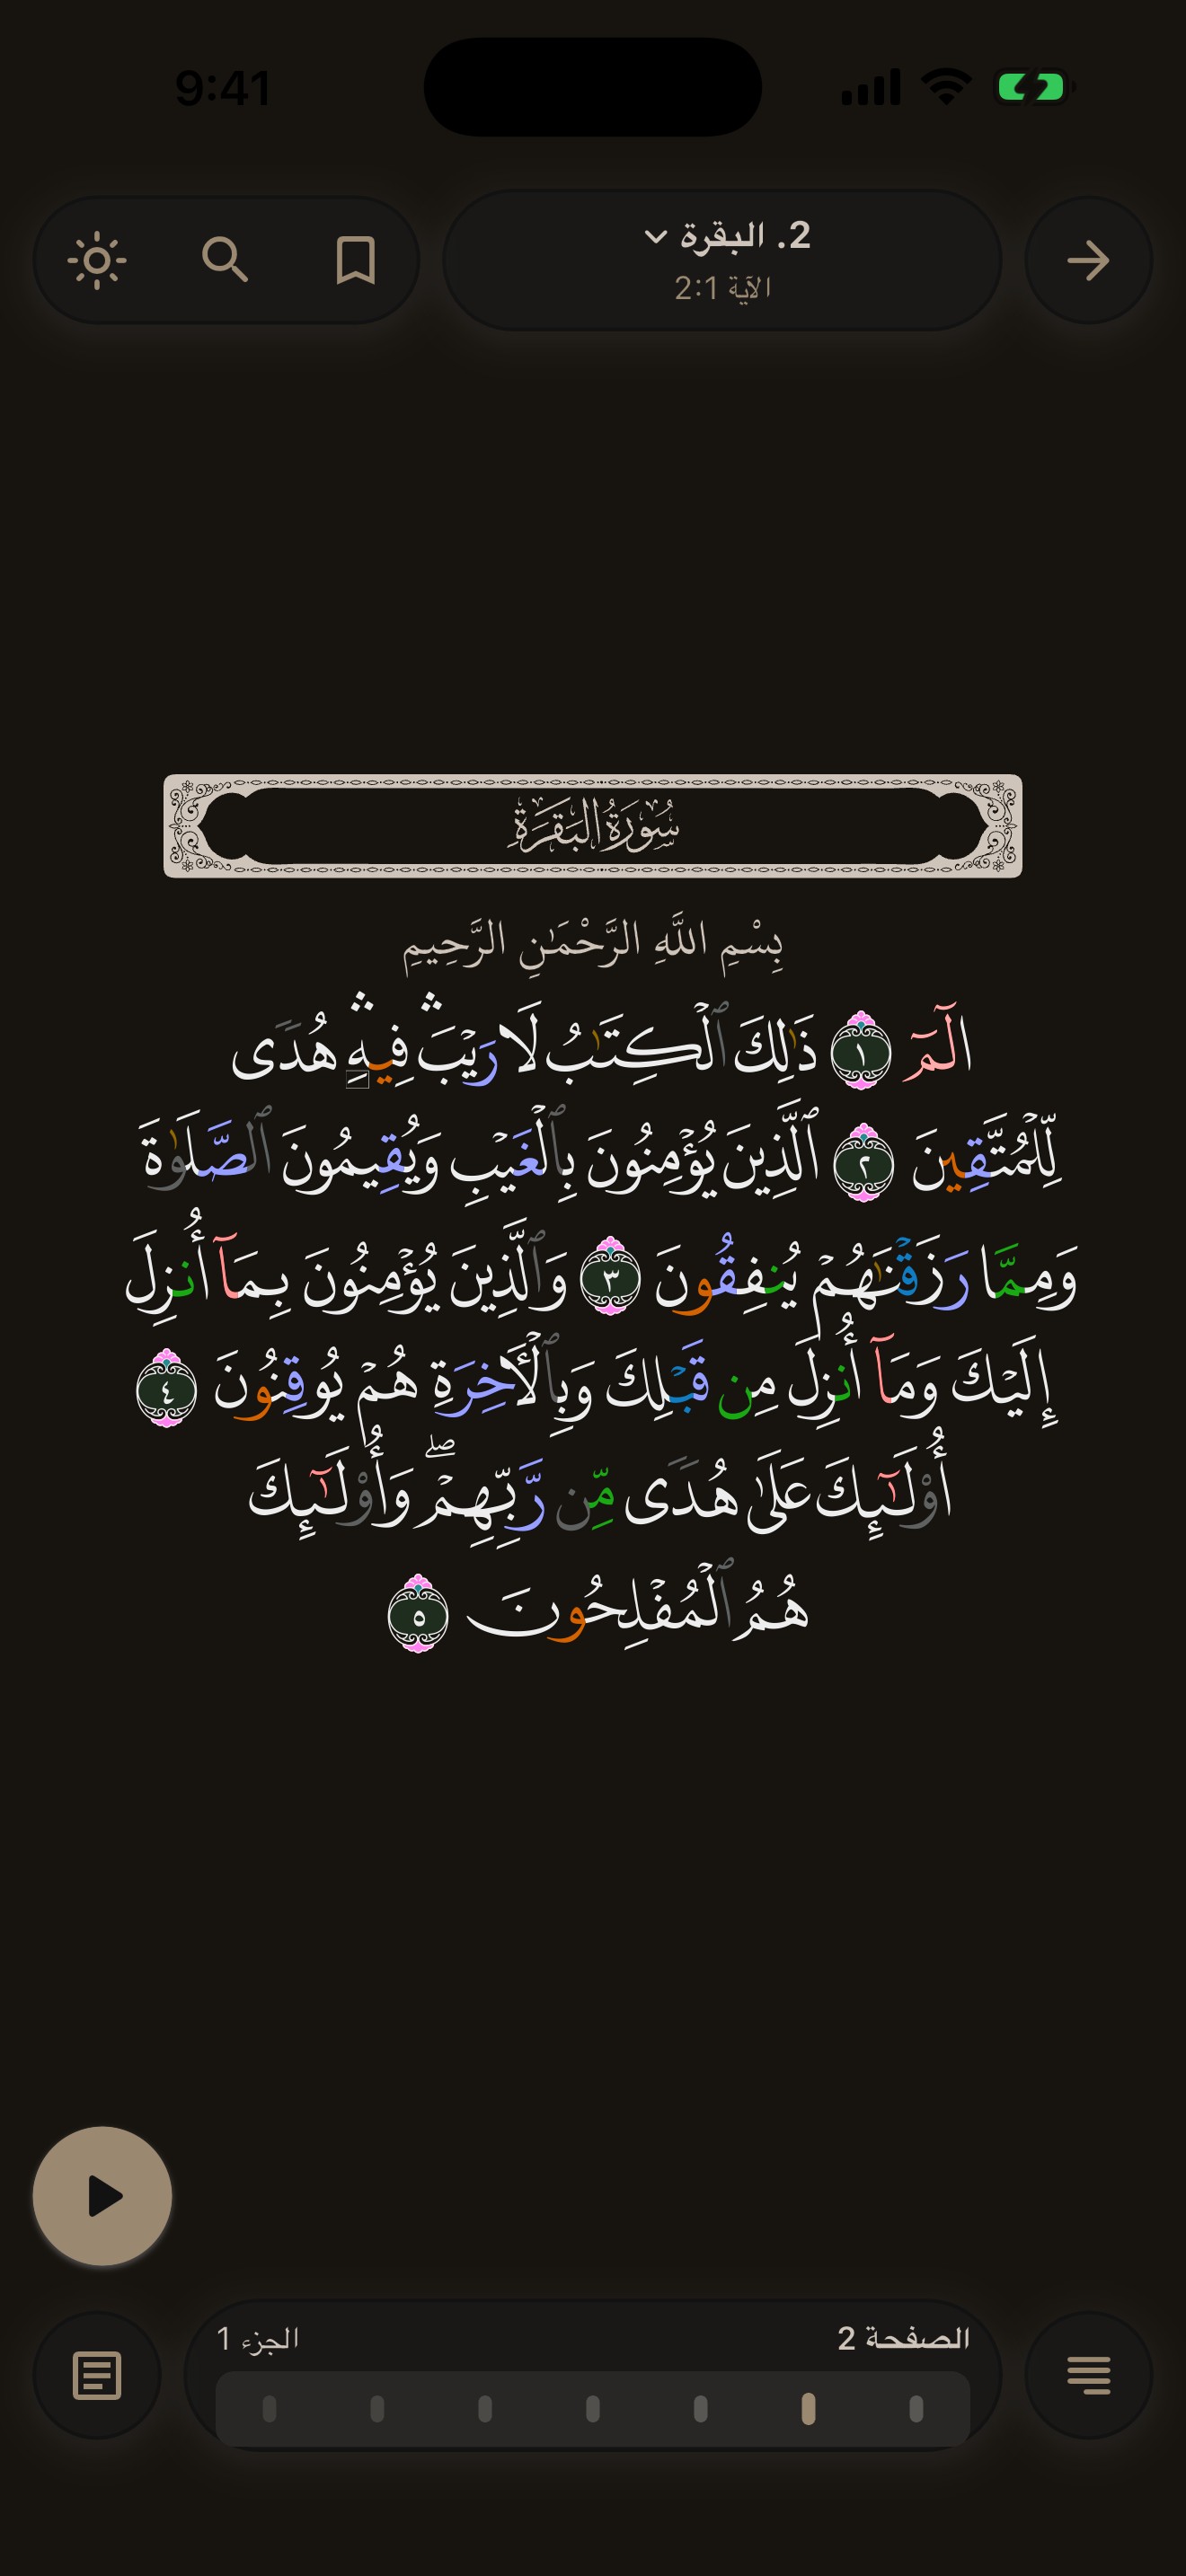 9:41
2. البقرة
الآية 2:1
سُورَةُ البَقَرَةِ
بِسْمِ اللَّهِ الرَّحْمَٰنِ الرَّحِيمِ
الٓمٓ ١ ذَٰلِكَ ٱلْكِتَٰبُ لَا رَيْبَ ۛ فِيهِ ۛ هُدًى
لِّلْمُتَّقِينَ ٢ ٱلَّذِينَ يُؤْمِنُونَ بِٱلْغَيْبِ وَيُقِيمُونَ ٱلصَّلَوٰةَ
وَمِمَّا رَزَقْنَٰهُمْ يُنفِقُونَ ٣ وَٱلَّذِينَ يُؤْمِنُونَ بِمَآ أُنزِلَ
إِلَيْكَ وَمَآ أُنزِلَ مِن قَبْلِكَ وَبِٱلْأَخِرَةِ هُمْ يُوقِنُونَ ٤
أُوْلَٰٓئِكَ عَلَىٰ هُدًى مِّن رَّبِّهِمْ ۖ وَأُوْلَٰٓئِكَ
هُمُ ٱلْمُفْلِحُونَ ٥
الصفحة 2
الجزء 1